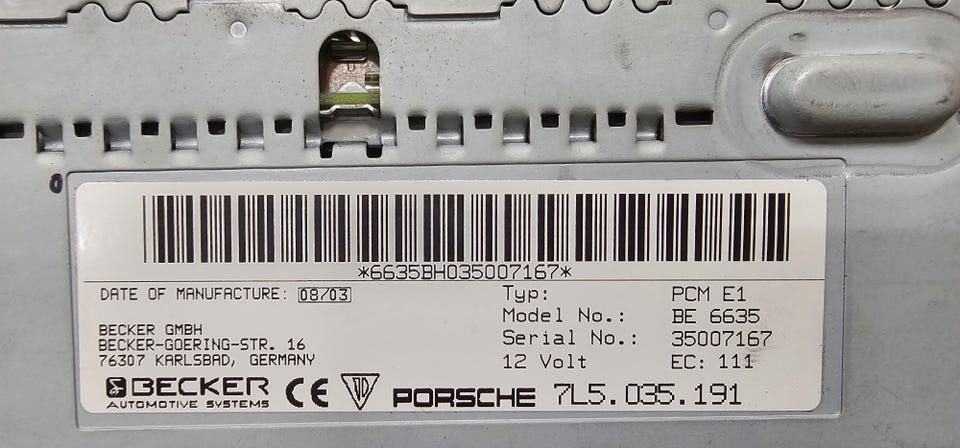 *6635BH035007167*
DATE OF MANUFACTURE: 08/03
BECKER GMBH
BECKER-GOERING-STR. 16
76307 KARLSBAD, GERMANY
BECKER
AUTOMOTIVE SYSTEMS
CE
Typ: PCM E1
Model No.: BE 6635
Serial No.: 35007167
12 Volt EC: 111
PORSCHE 7L5.035.191